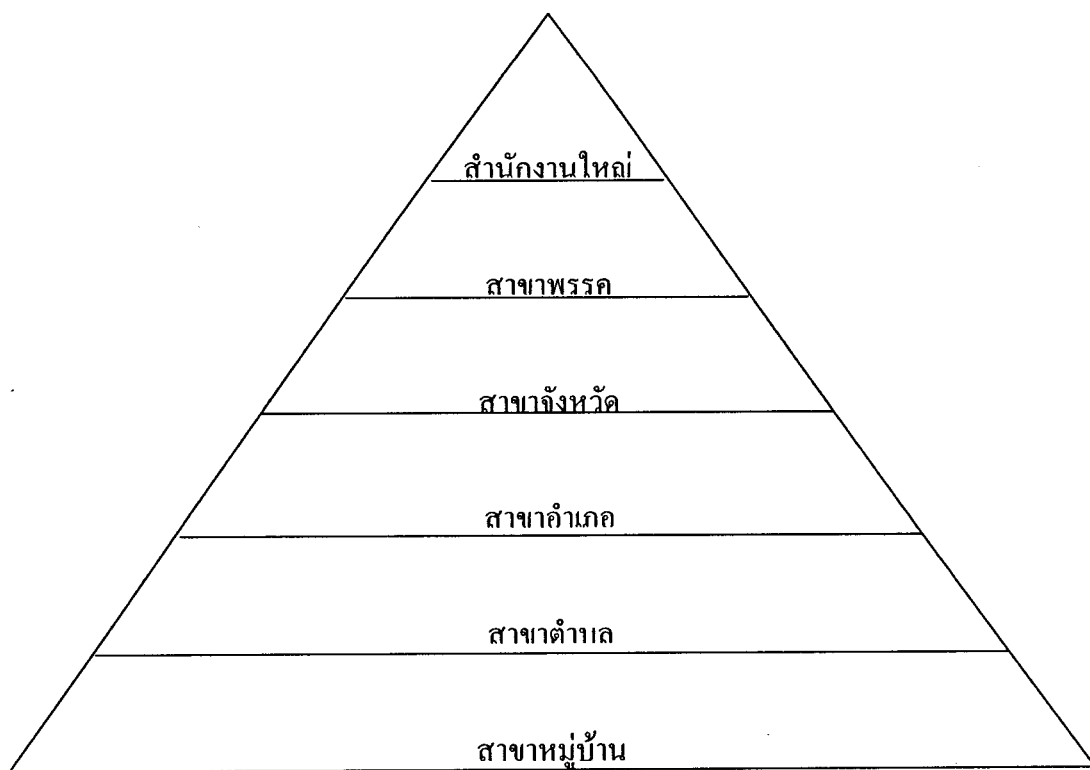 สำนักงานใหญ่
สาขาพรรค
สาขาจังหวัด
สาขาอำเภอ
สาขาตำบล
สาขาหมู่บ้าน